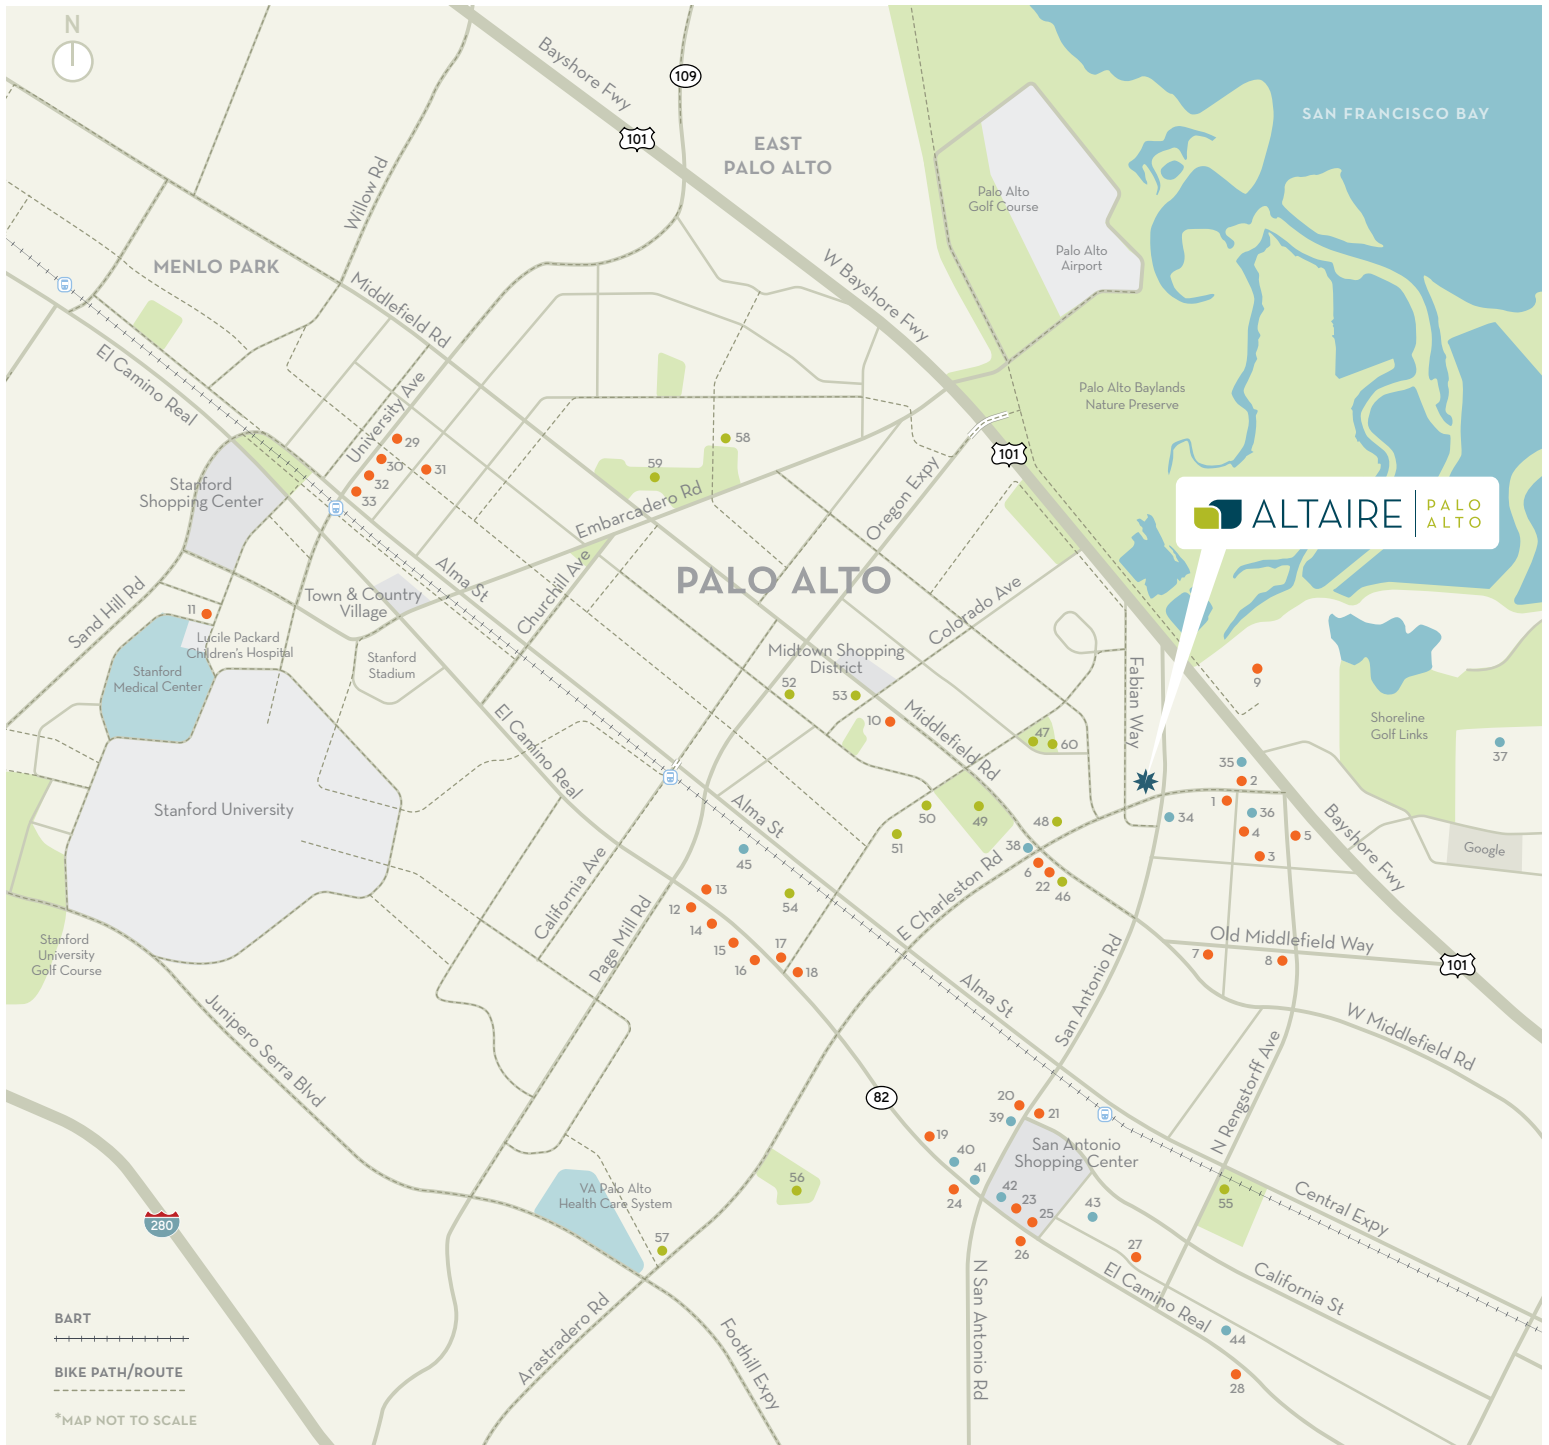 N
109
Bayshore Fwy
101
EAST
PALO ALTO
SAN FRANCISCO BAY
Willow Rd
Palo Alto
Golf Course
Palo Alto
Airport
MENLO PARK
Middlefield Rd
W Bayshore Fwy
El Camino Real
University Ave
Palo Alto Baylands
Nature Preserve
29
30
31
32
33
58
59
101
Stanford
Shopping Center
Embarcadero Rd
Oregon Expy
ALTAIRE
PALO
ALTO
Alma St
Churchill Ave
PALO ALTO
Town & Country
Village
Sand Hill Rd
11
Lucile Packard
Children's Hospital
Stanford
Medical Center
Stanford
Stadium
Colorado Ave
Midtown Shopping
District
52
53
10
Fabian Way
9
Middlefield Rd
El Camino Real
47
60
Shoreline
Golf Links
37
35
2
1
36
34
4
5
3
Bayshore Fwy
Google
Stanford University
Alma St
45
50
49
51
48
38
6
22
46
E Charleston Rd
California Ave
Page Mill Rd
13
12
14
15
16
17
18
54
Stanford
University
Golf Course
Old Middlefield Way
7
8
101
San Antonio Rd
Alma St
W Middlefield Rd
Junipero Serra Blvd
N Rengstorff Ave
82
20
39
21
19
40
41
San Antonio
Shopping Center
24
42
23
25
26
43
27
55
Central Expy
56
VA Palo Alto
Health Care System
57
280
California St
El Camino Real
44
28
N San Antonio Rd
Arastradero Rd
Foothill Expy
BART
BIKE PATH/ROUTE
*MAP NOT TO SCALE